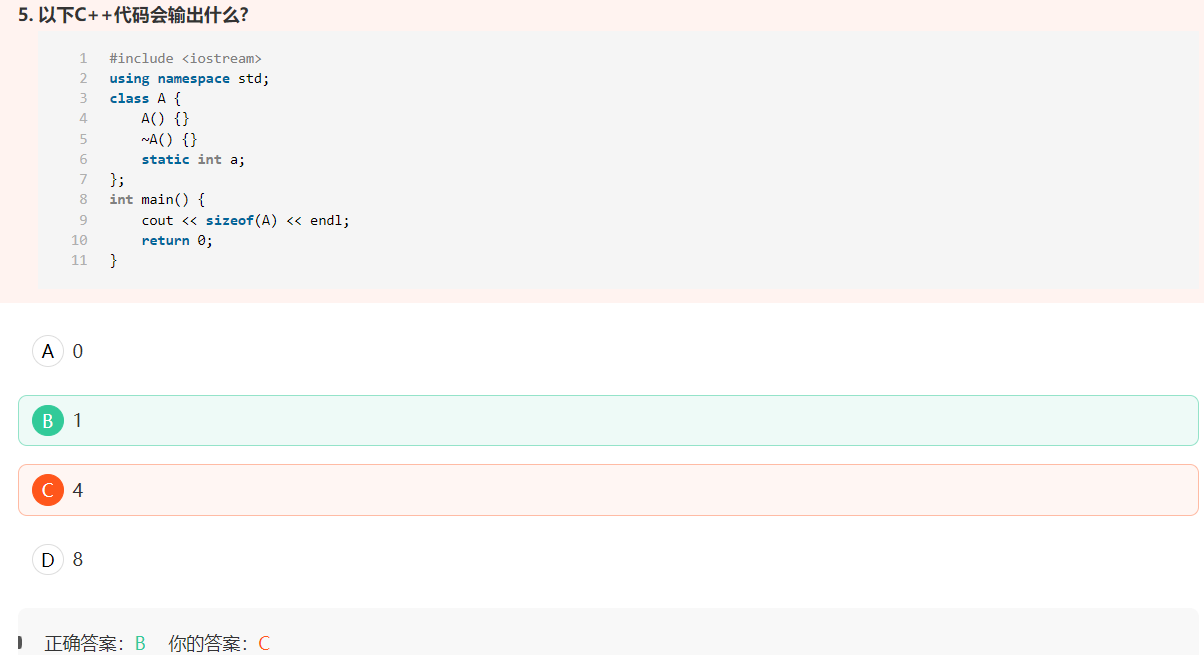 5. 以下C++代码会输出什么?
1 #include <iostream>
2 using namespace std;
3 class A {
4     A() {}
5     ~A() {}
6     static int a;
7 };
8 int main() {
9     cout << sizeof(A) << endl;
10     return 0;
11 }
A 0
B 1
C 4
D 8
正确答案：B 你的答案：C